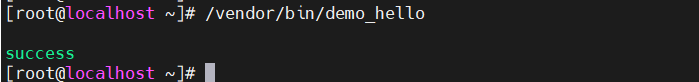 [root@localhost ~]# /vendor/bin/demo_hello
success
[root@localhost ~]#